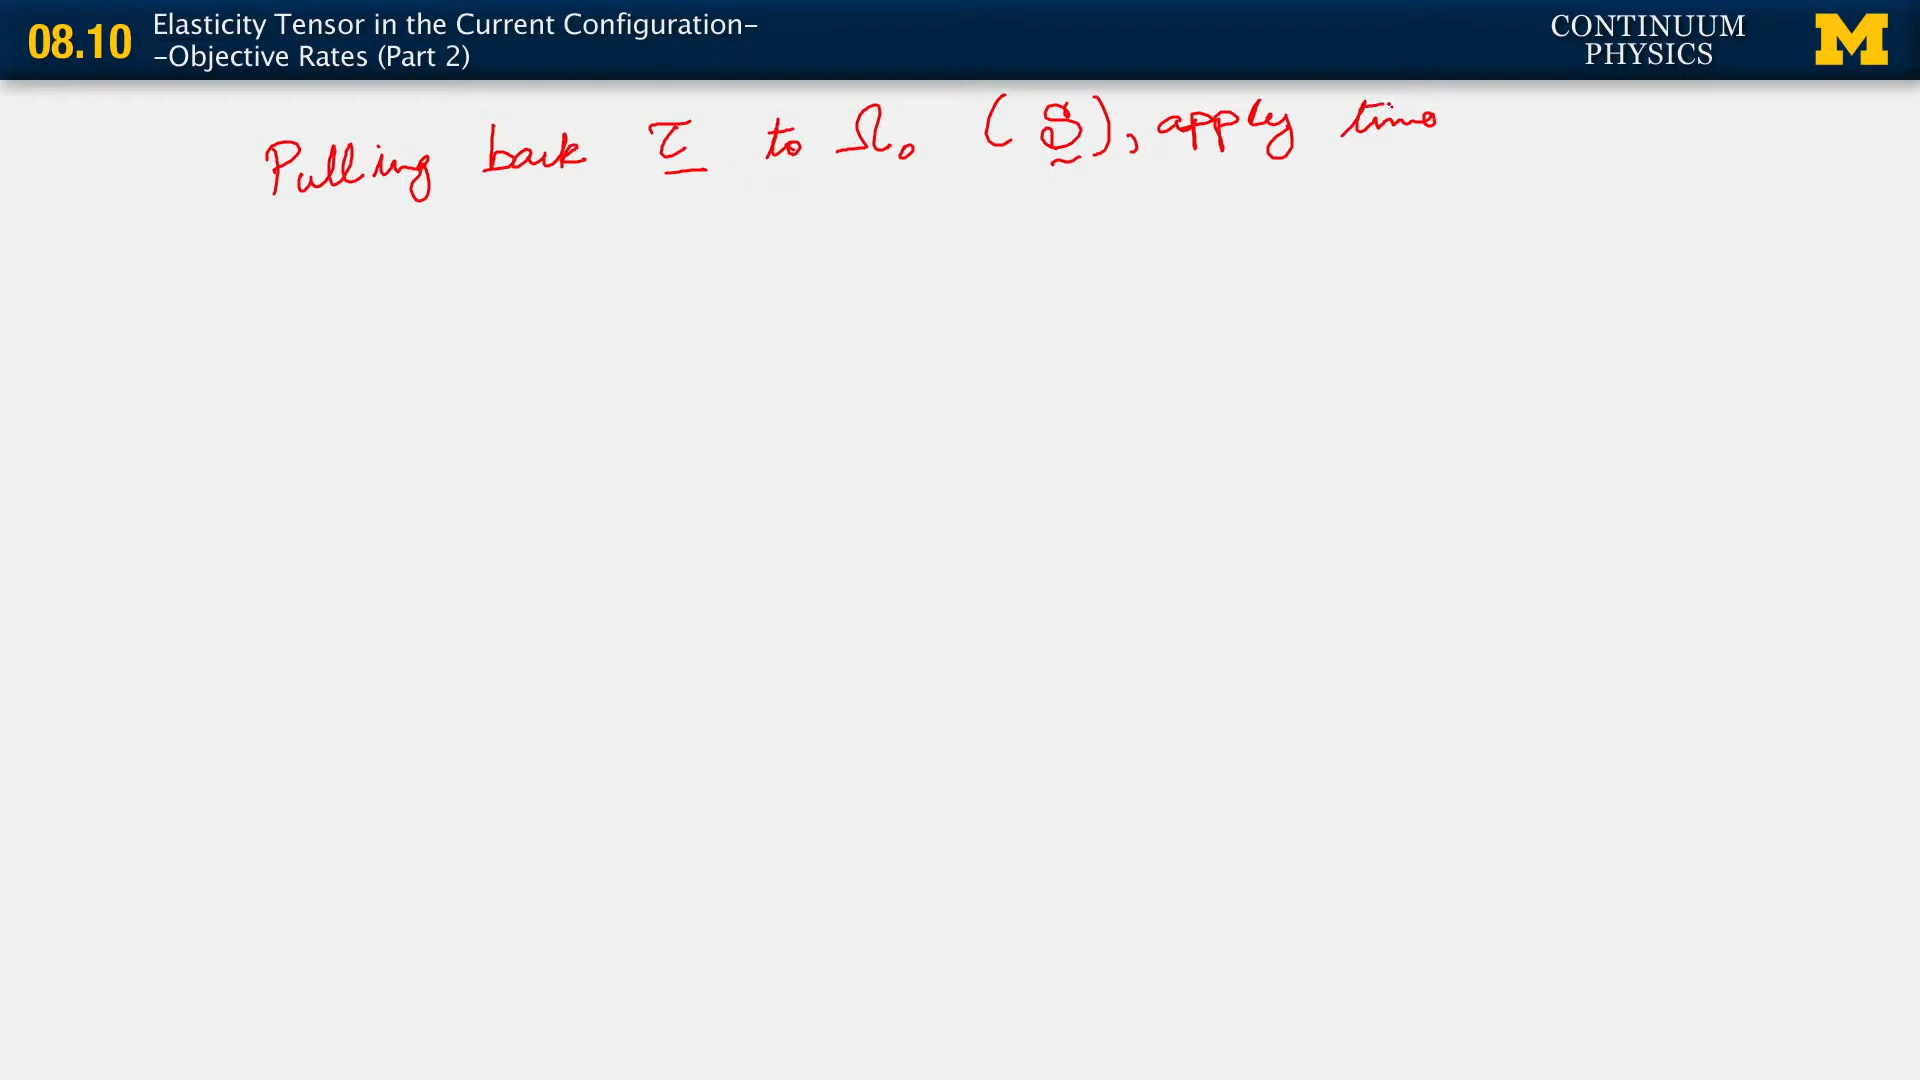 08.10
Elasticity Tensor in the Current Configuration–
–Objective Rates (Part 2)
CONTINUUM
PHYSICS
M
Pulling back τ to Ω₀ (S), apply time